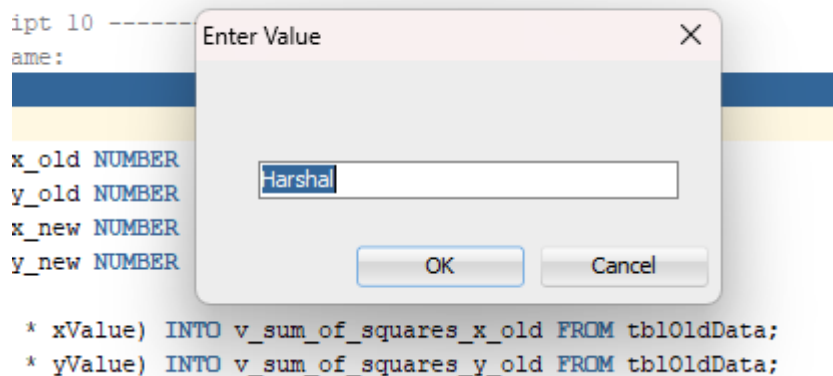 ipt 10 ------
ame:
Enter Value
Harshal
OK
Cancel
x_old NUMBER
y_old NUMBER
x_new NUMBER
y_new NUMBER
* xValue) INTO v_sum_of_squares_x_old FROM tblOldData;
* yValue) INTO v_sum_of_squares_y_old FROM tblOldData;